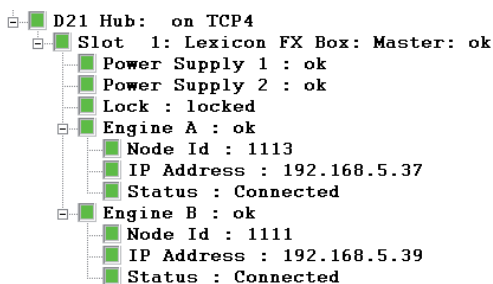 D21 Hub:  on TCP4
Slot  1: Lexicon FX Box: Master: ok
Power Supply 1 : ok
Power Supply 2 : ok
Lock : locked
Engine A : ok
Node Id : 1113
IP Address : 192.168.5.37
Status : Connected
Engine B : ok
Node Id : 1111
IP Address : 192.168.5.39
Status : Connected